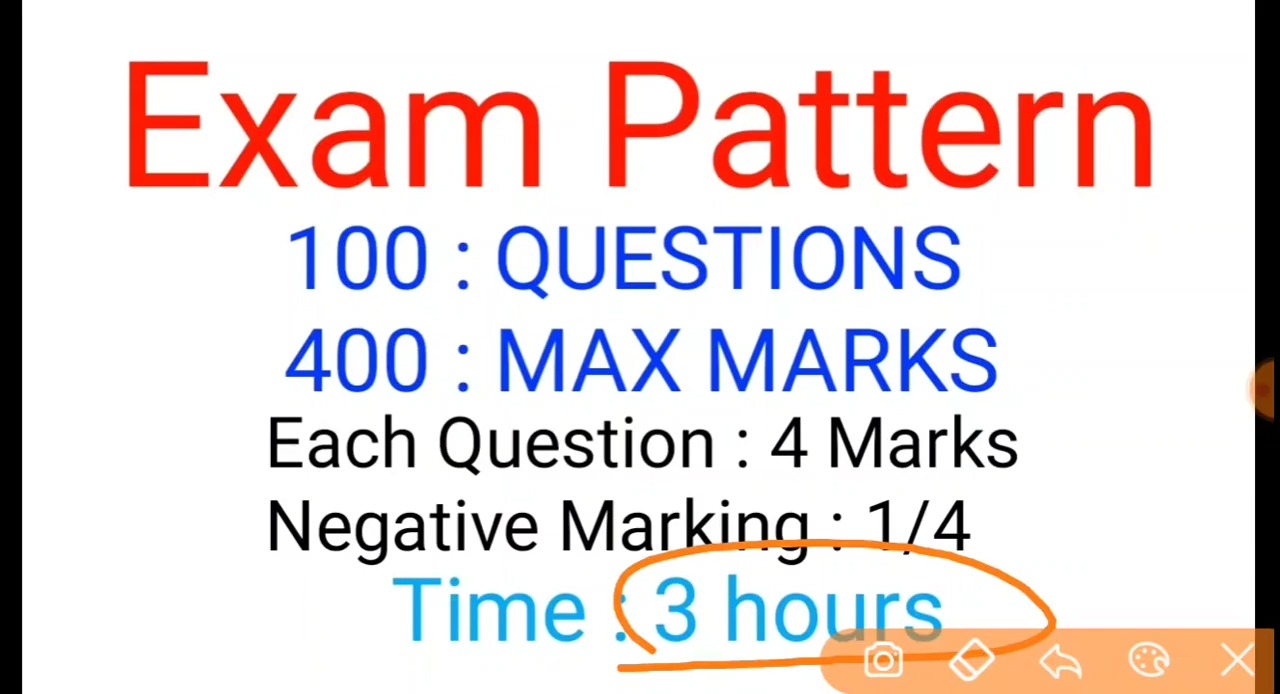 Exam Pattern
100 : QUESTIONS
400 : MAX MARKS
Each Question : 4 Marks
Negative Marking : 1/4
Time : 3 hours